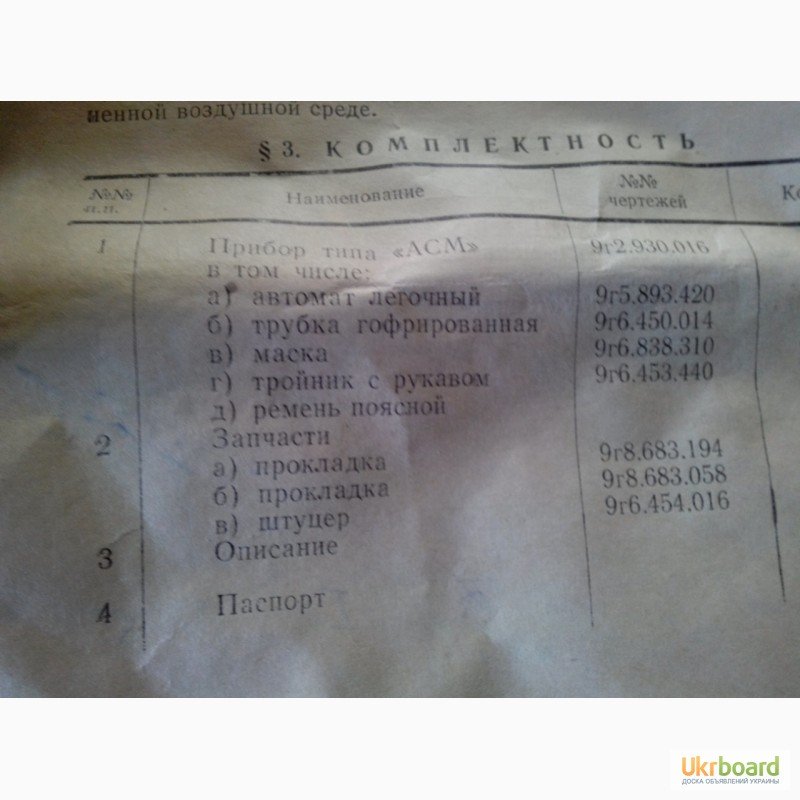 менной воздушной среде.
§ 3. КОМПЛЕКТНОСТЬ
№№ п.п. Наименование №№ чертежей
1 Прибор типа «АСМ» 9г2.930.016
в том числе:
а) автомат легочный 9г5.893.420
б) трубка гофрированная 9г6.450.014
в) маска 9г6.838.310
г) тройник с рукавом 9г6.453.440
д) ремень поясной
2 Запчасти
а) прокладка 9г8.683.194
б) прокладка 9г8.683.058
в) штуцер 9г6.454.016
3 Описание
4 Паспорт
Ukrboard
ДОСКА ОБЪЯВЛЕНИЙ УКРАИНЫ